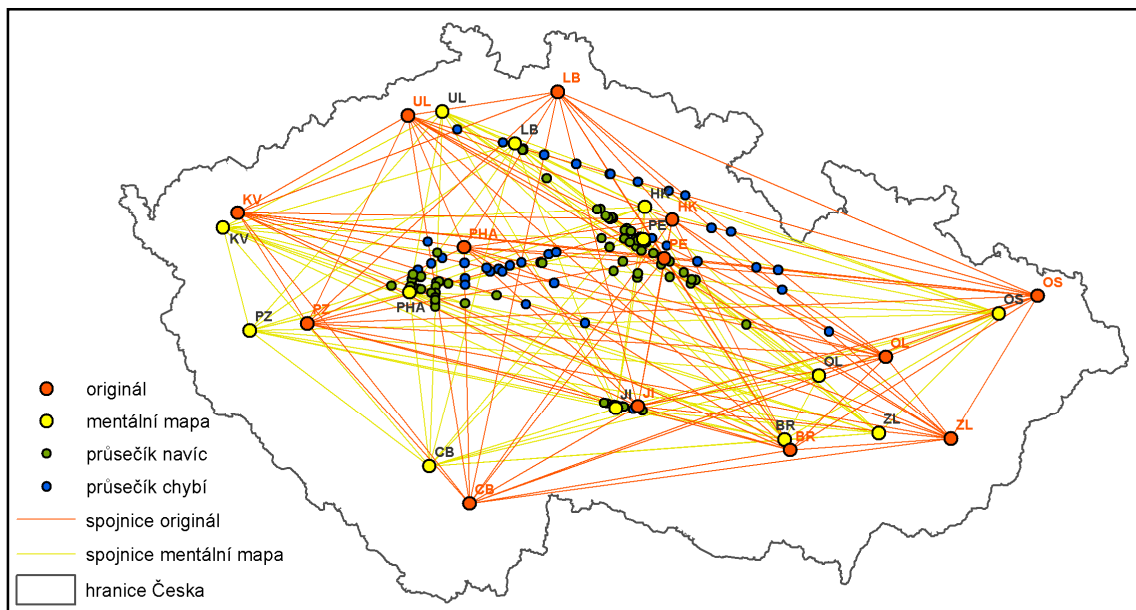 LB
UL
UL
LB
KV
KV
HK
HK
PHA
PE
PE
PHA
OS
OS
PZ
PZ
OL
OL
JI
JI
BR
BR
ZL
ZL
CB
CB
originál
mentální mapa
průsečík navíc
průsečík chybí
spojnice originál
spojnice mentální mapa
hranice Česka